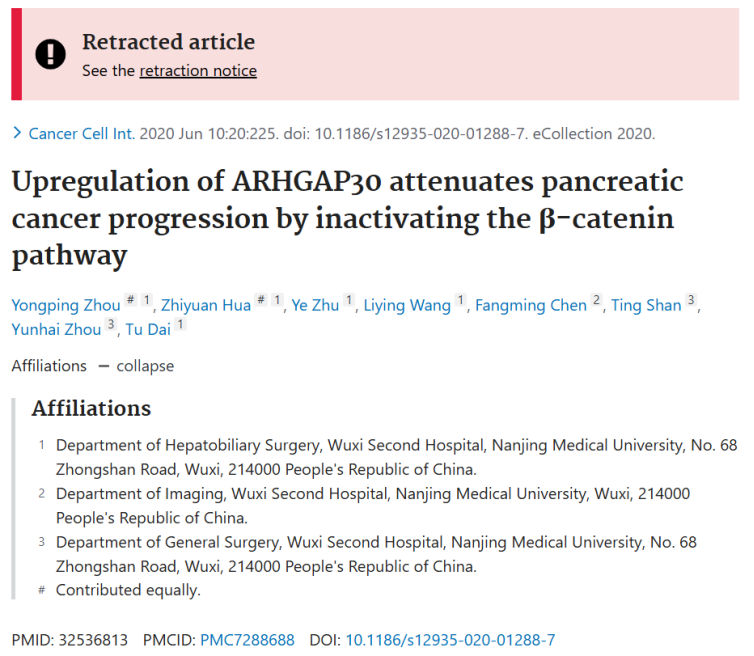 Retracted article
See the retraction notice
Cancer Cell Int. 2020 Jun 10:20:225. doi: 10.1186/s12935-020-01288-7. eCollection 2020.
Upregulation of ARHGAP30 attenuates pancreatic
cancer progression by inactivating the β-catenin
pathway
Yongping Zhou # 1, Zhiyuan Hua # 1, Ye Zhu 1, Liying Wang 1, Fangming Chen 2, Ting Shan 3,
Yunhai Zhou 3, Tu Dai 1
Affiliations — collapse
Affiliations
1 Department of Hepatobiliary Surgery, Wuxi Second Hospital, Nanjing Medical University, No. 68
Zhongshan Road, Wuxi, 214000 People's Republic of China.
2 Department of Imaging, Wuxi Second Hospital, Nanjing Medical University, Wuxi, 214000
People's Republic of China.
3 Department of General Surgery, Wuxi Second Hospital, Nanjing Medical University, No. 68
Zhongshan Road, Wuxi, 214000 People's Republic of China.
# Contributed equally.
PMID: 32536813 PMCID: PMC7288688 DOI: 10.1186/s12935-020-01288-7